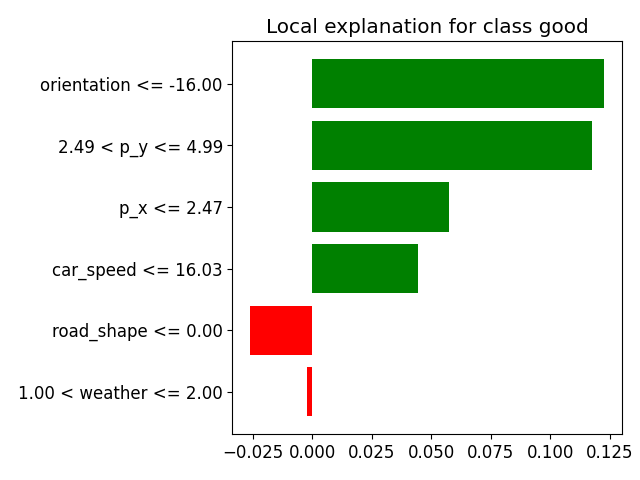 Local explanation for class good
orientation <= -16.00
2.49 < p_y <= 4.99
p_x <= 2.47
car_speed <= 16.03
road_shape <= 0.00
1.00 < weather <= 2.00
−0.025 0.000 0.025 0.050 0.075 0.100 0.125